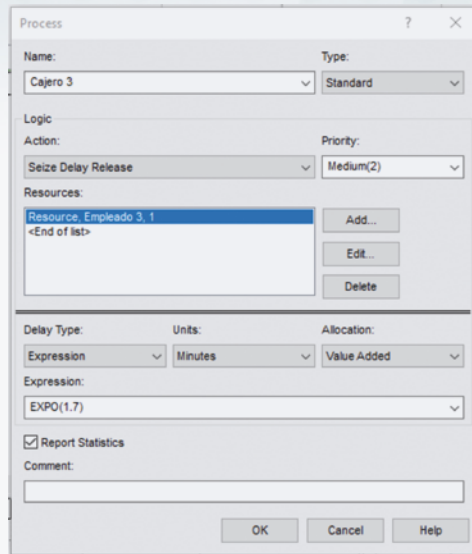 Process ? ×
Name: Type:
Cajero 3 Standard
Logic
Action: Priority:
Seize Delay Release Medium(2)
Resources:
Resource, Empleado 3, 1
<End of list>
Add...
Edit...
Delete
Delay Type: Units: Allocation:
Expression Minutes Value Added
Expression:
EXPO(1.7)
Report Statistics
Comment:
OK Cancel Help